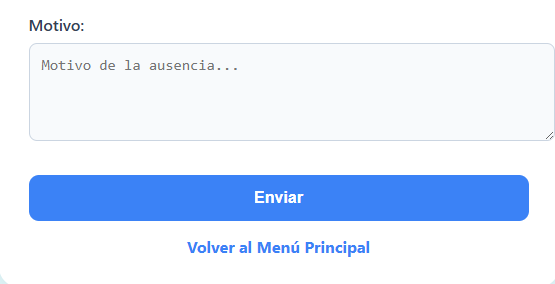 Motivo:
Motivo de la ausencia...
Enviar
Volver al Menú Principal